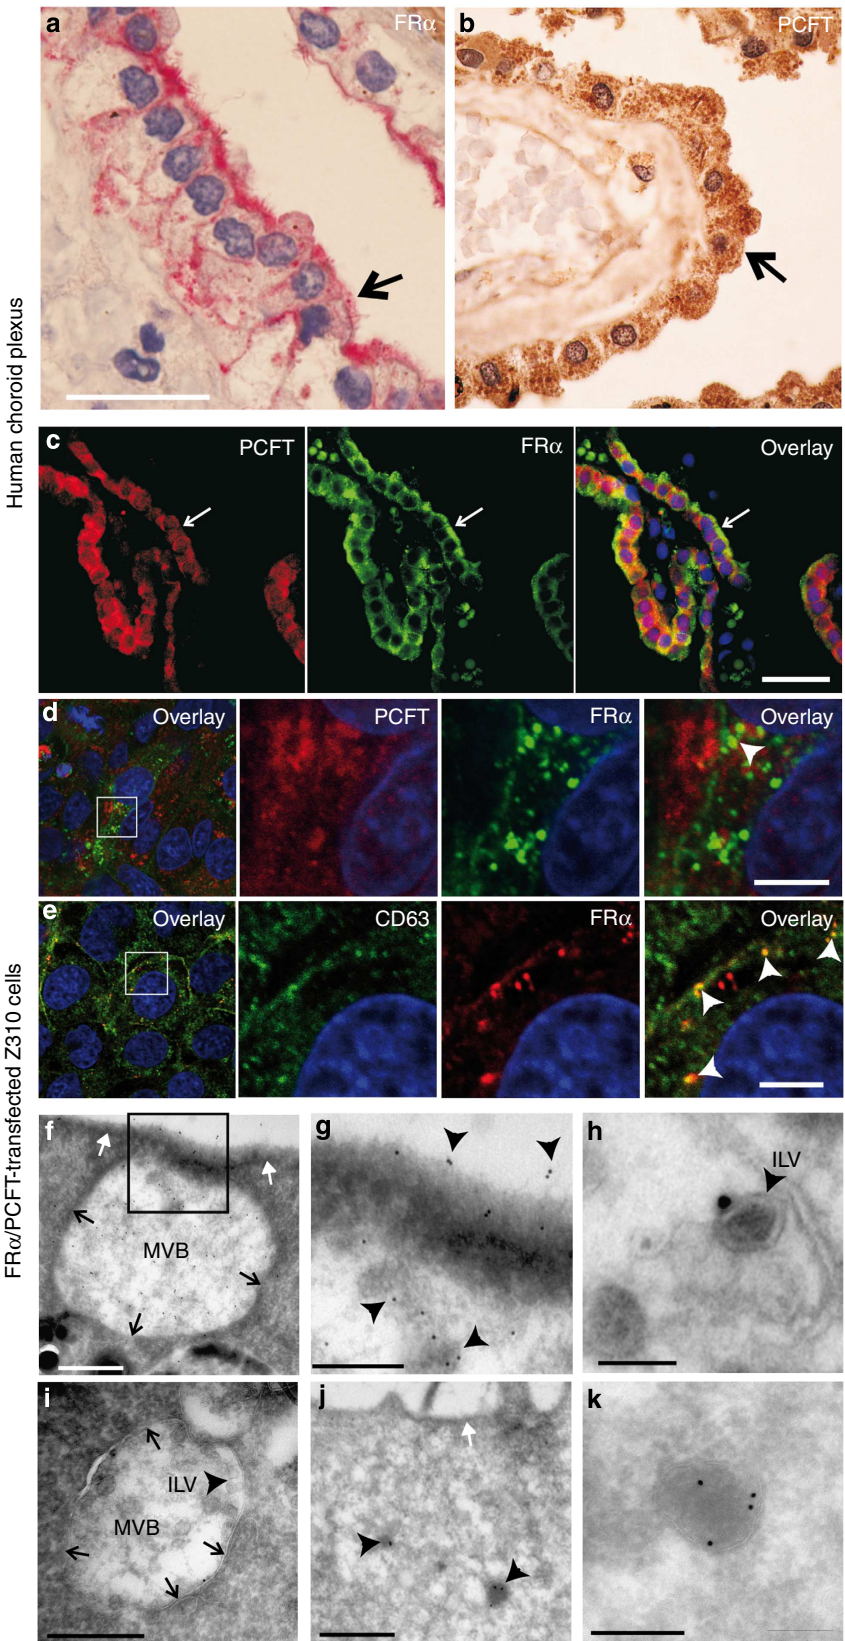 a FRα
b PCFT
Human choroid plexus
c PCFT FRα Overlay
d Overlay PCFT FRα Overlay
e Overlay CD63 FRα Overlay
FRα/PCFT-transfected Z310 cells
f MVB
g
h ILV
i ILV
MVB
j
k